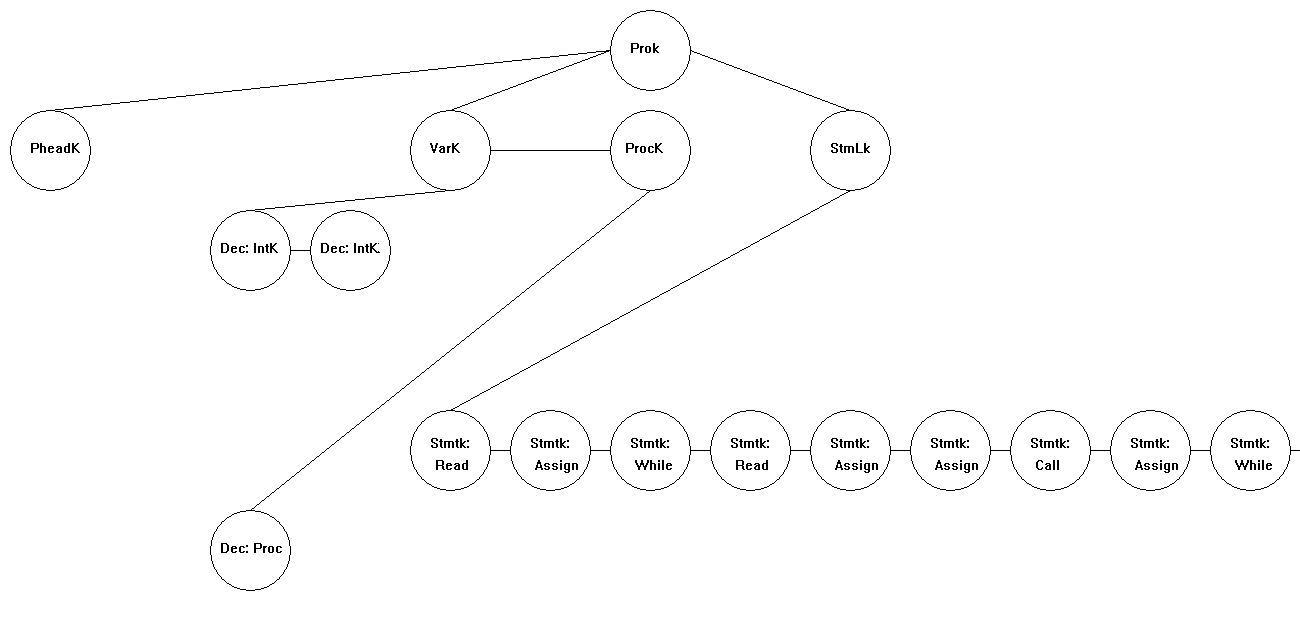 Prok
PheadK
VarK
ProcK
StmLk
Dec: IntK
Dec: IntK
Stmtk:
Read
Stmtk:
Assign
Stmtk:
While
Stmtk:
Read
Stmtk:
Assign
Stmtk:
Assign
Stmtk:
Call
Stmtk:
Assign
Stmtk:
While
Dec: Proc